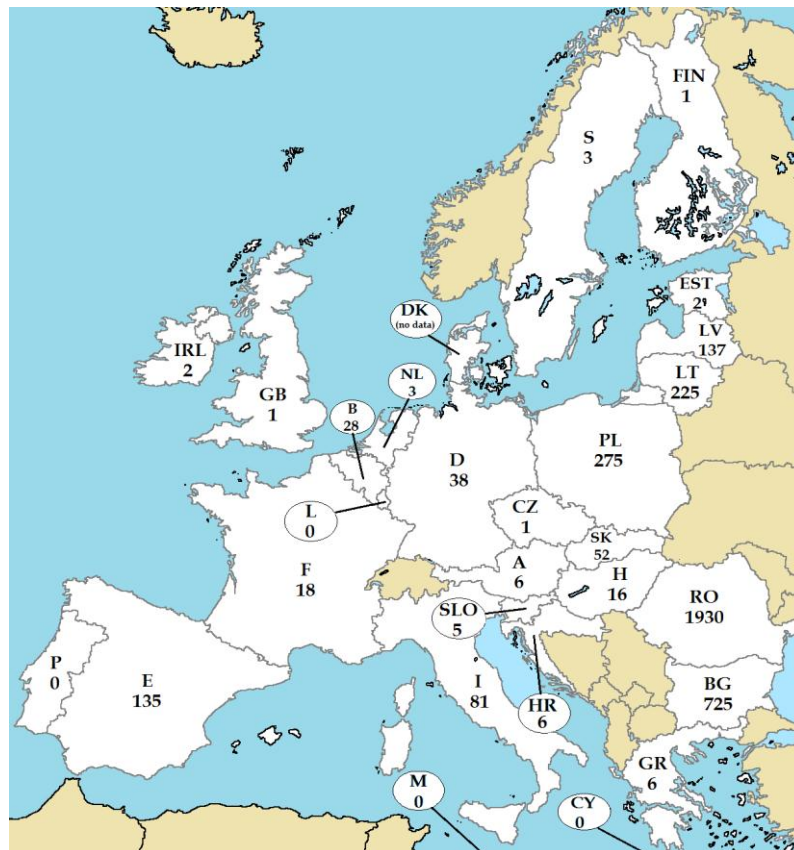 FIN
1
S
3
EST
2
DK
(no data)
LV
137
IRL
2
NL
3
LT
225
GB
1
B
28
PL
275
D
38
CZ
1
L
0
SK
52
A
6
H
16
F
18
RO
1930
SLO
5
P
0
E
135
I
81
HR
6
BG
725
GR
6
M
0
CY
0